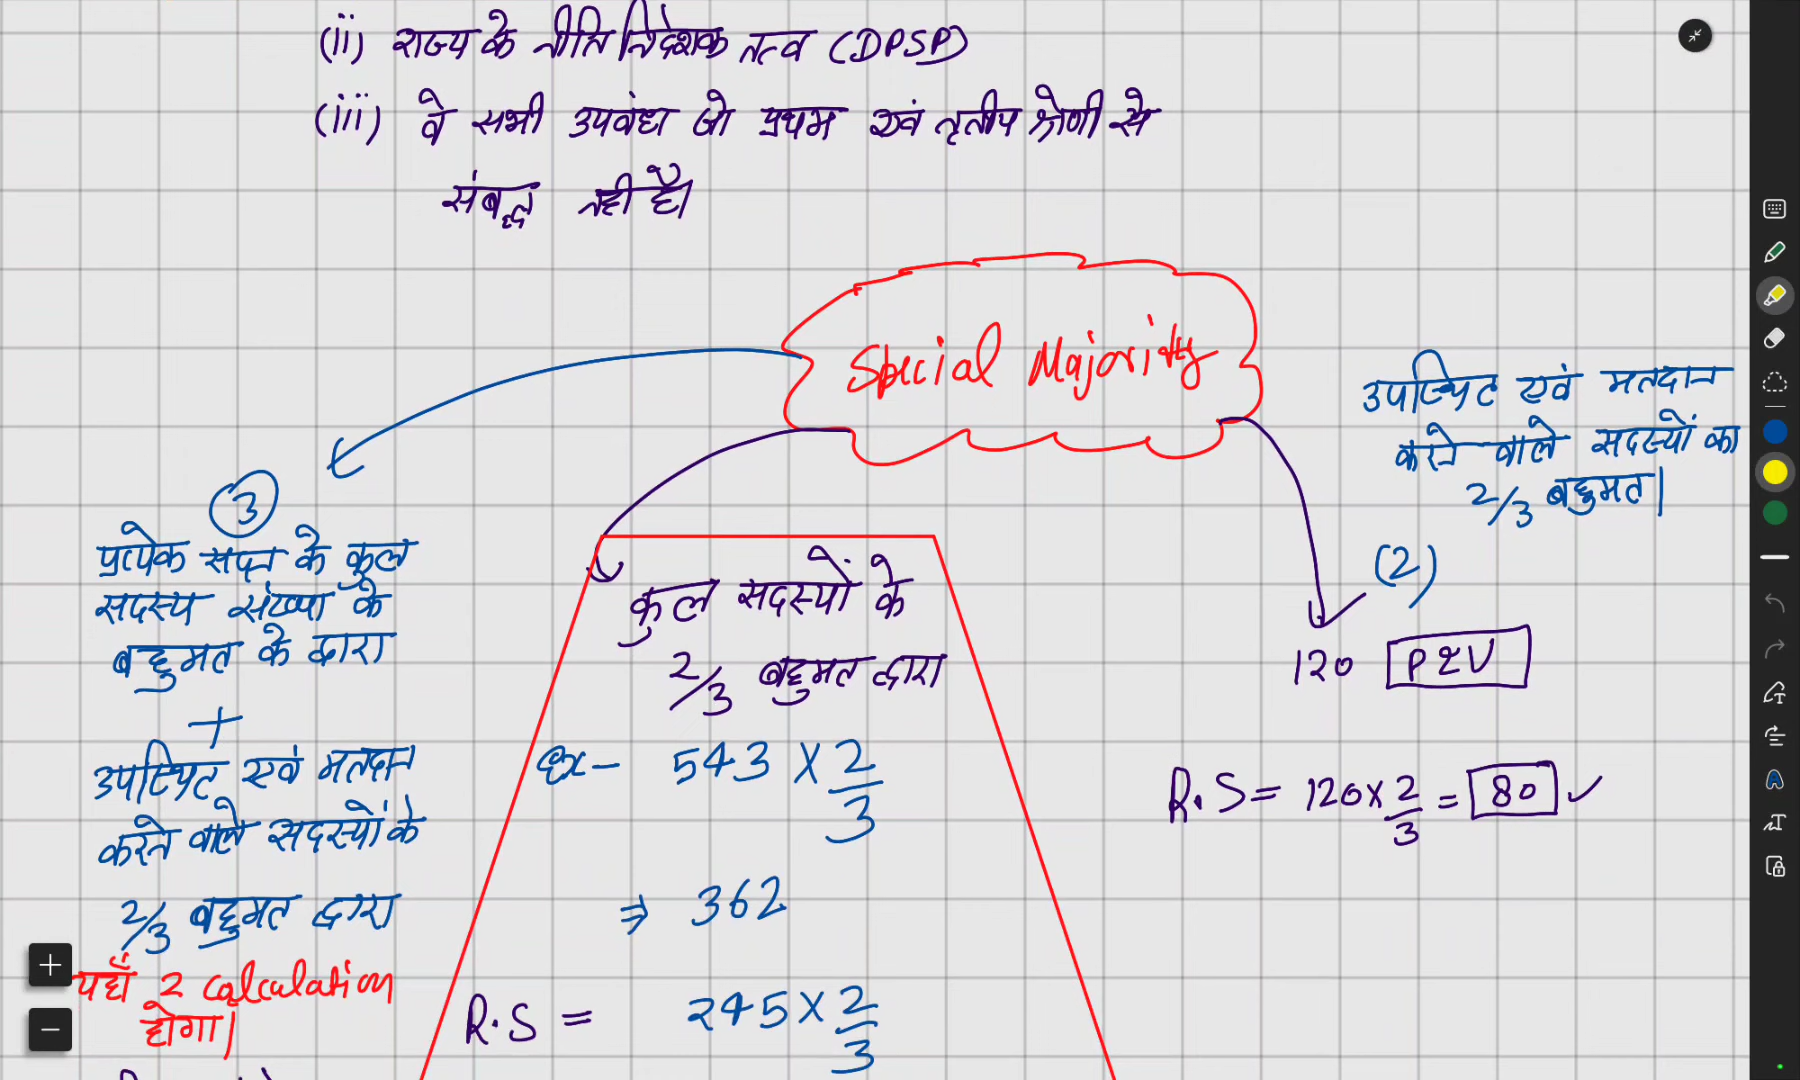 (ii) राज्य के नीति निदेशक तत्व (DPSP)
(iii) वे सभी उपबंध जो प्रथम एवं तृतीय श्रेणी से
संबद्ध नही है।
Special Majority
उपस्थित एवं मतदान
करने वाले सदस्यों का
2/3 बहुमत।
(2)
120 P&V
R.S = 120 × 2/3 = 80 ✓
कुल सदस्यों के
2/3 बहुमत द्वारा
ex - 543 × 2/3
⇒ 362
R.S = 245 × 2/3
3
प्रत्येक सदन के कुल
सदस्य संख्या के
बहुमत के द्वारा
+
उपस्थित एवं मतदान
करने वाले सदस्यों के
2/3 बहुमत द्वारा
यहाँ 2 calculation
होगा।